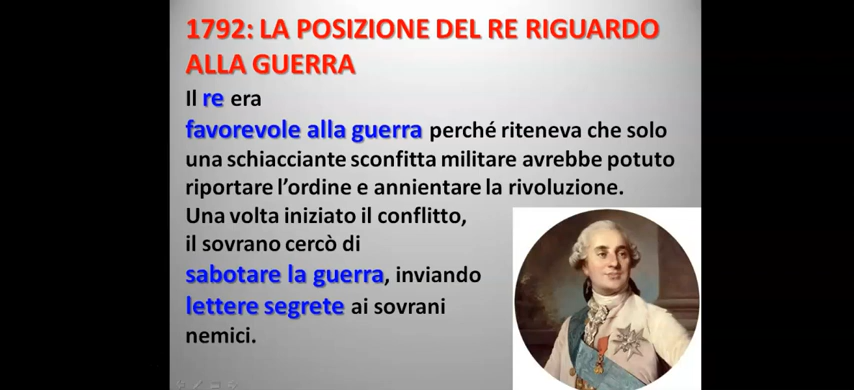 1792: LA POSIZIONE DEL RE RIGUARDO
ALLA GUERRA
Il re era
favorevole alla guerra perché riteneva che solo
una schiacciante sconfitta militare avrebbe potuto
riportare l’ordine e annientare la rivoluzione.
Una volta iniziato il conflitto,
il sovrano cercò di
sabotare la guerra, inviando
lettere segrete ai sovrani
nemici.